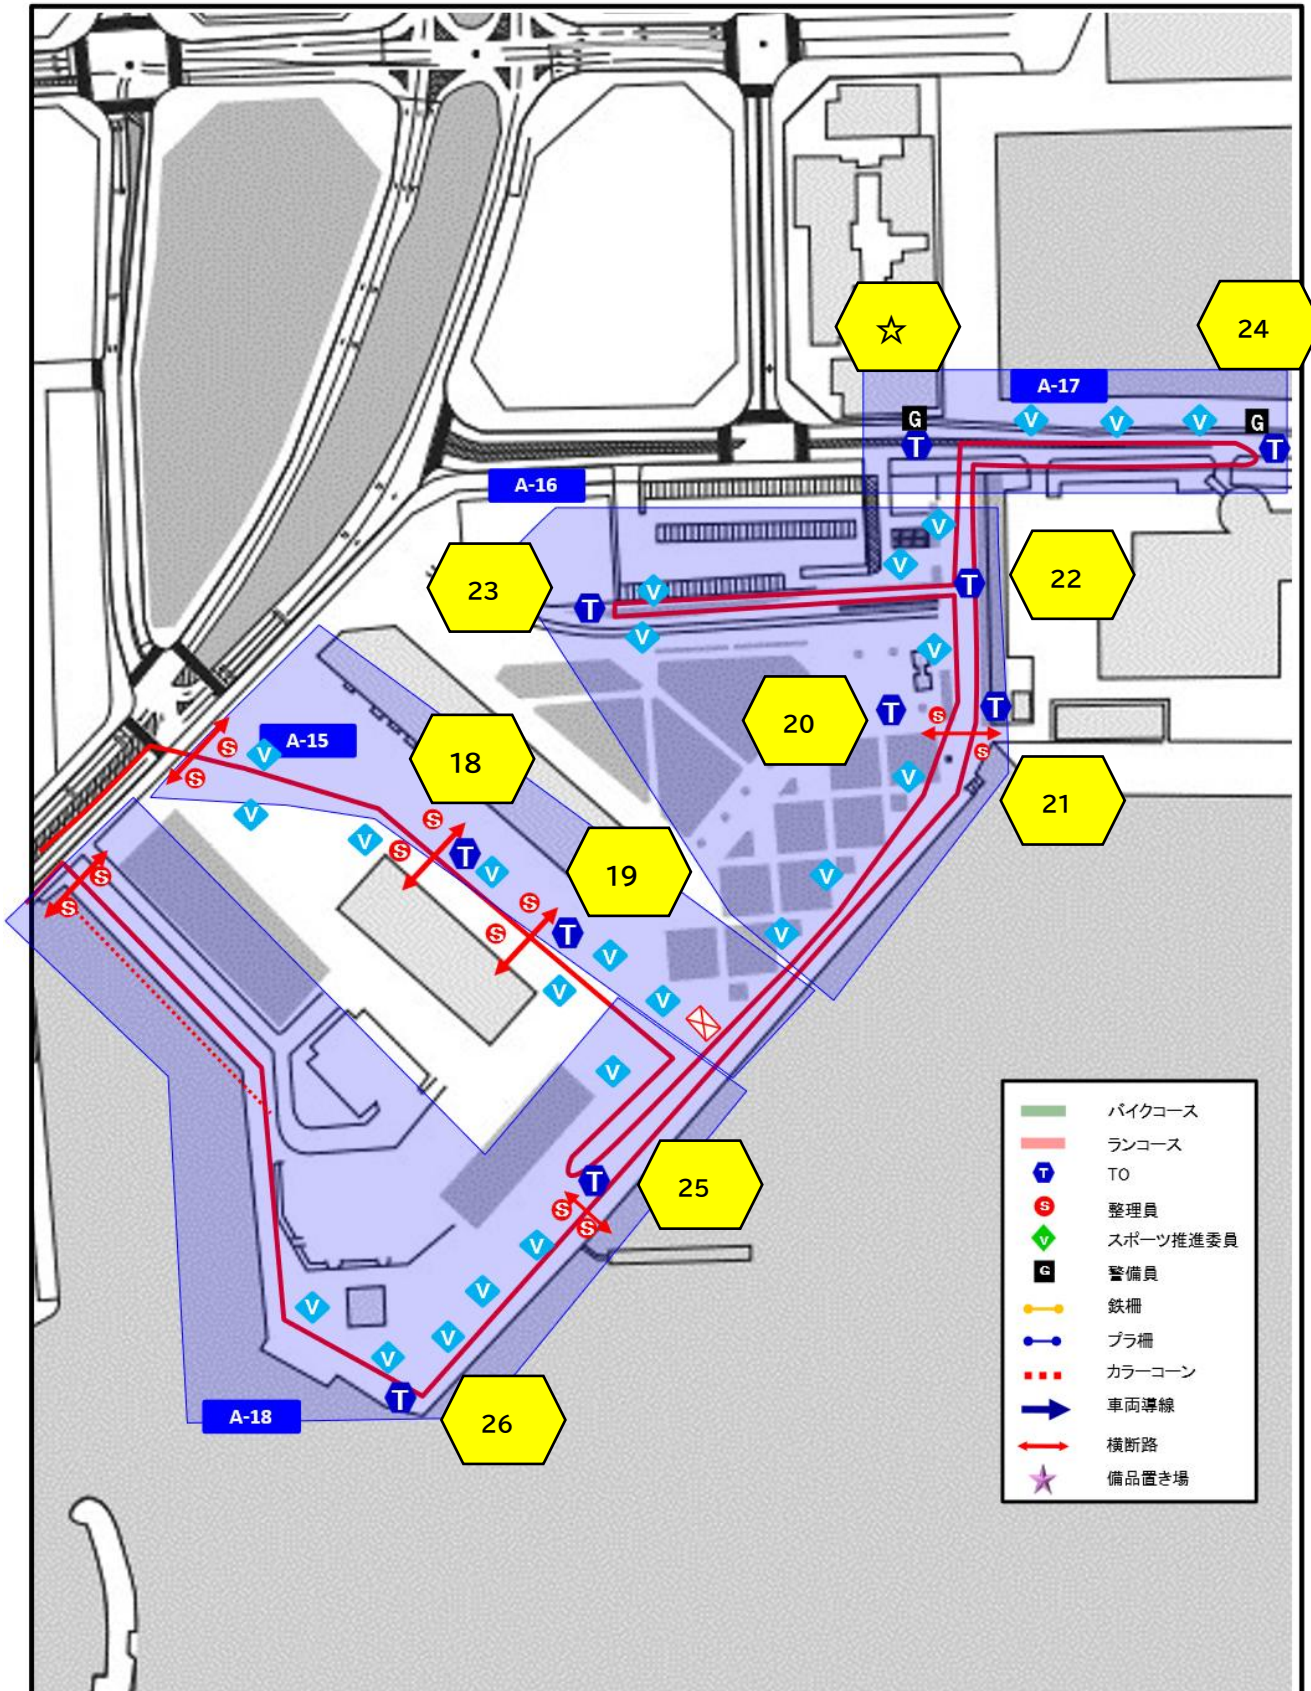 ☆
24
A-17
G
V
V
V
G
T
T
A-16
V
23
V
V
T
22
T
V
V
20
T
T
S
A-15
S
V
18
S
S
V
21
V
S
V
S
T
V
19
V
S
S
S
S
T
V
V
V
V
V
T
25
S
S
V
V
V
V
V
T
26
A-18
バイクコース
ランコース
T TO
S 整理員
V スポーツ推進委員
G 警備員
鉄柵
プラ柵
カラーコーン
車両導線
横断路
備品置き場